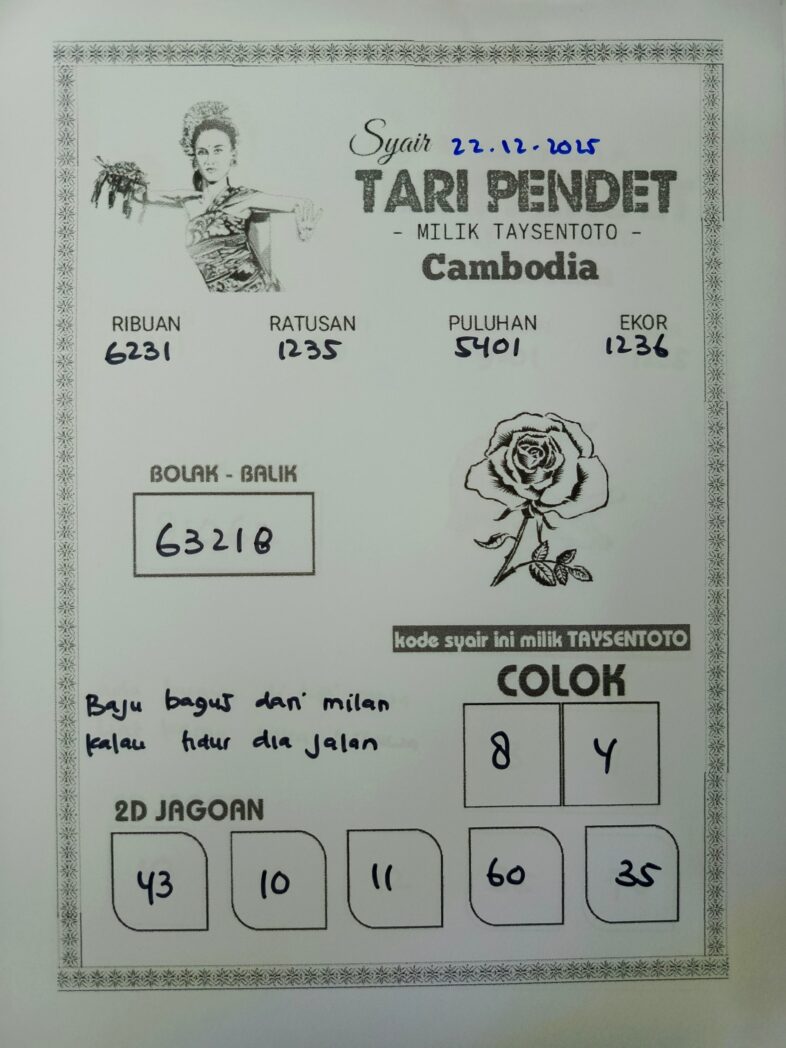 Syair 22.12.2025
TARI PENDET
- MILIK TAYSENTOTO -
Cambodia
RIBUAN RATUSAN PULUHAN EKOR
6231 1235 5401 1236
BOLAK - BALIK
63218
kode syair ini milik TAYSENTOTO
COLOK
8 4
Baju bagus dari milan
kalau tidur dia jalan
2D JAGOAN
43 10 11 60 35